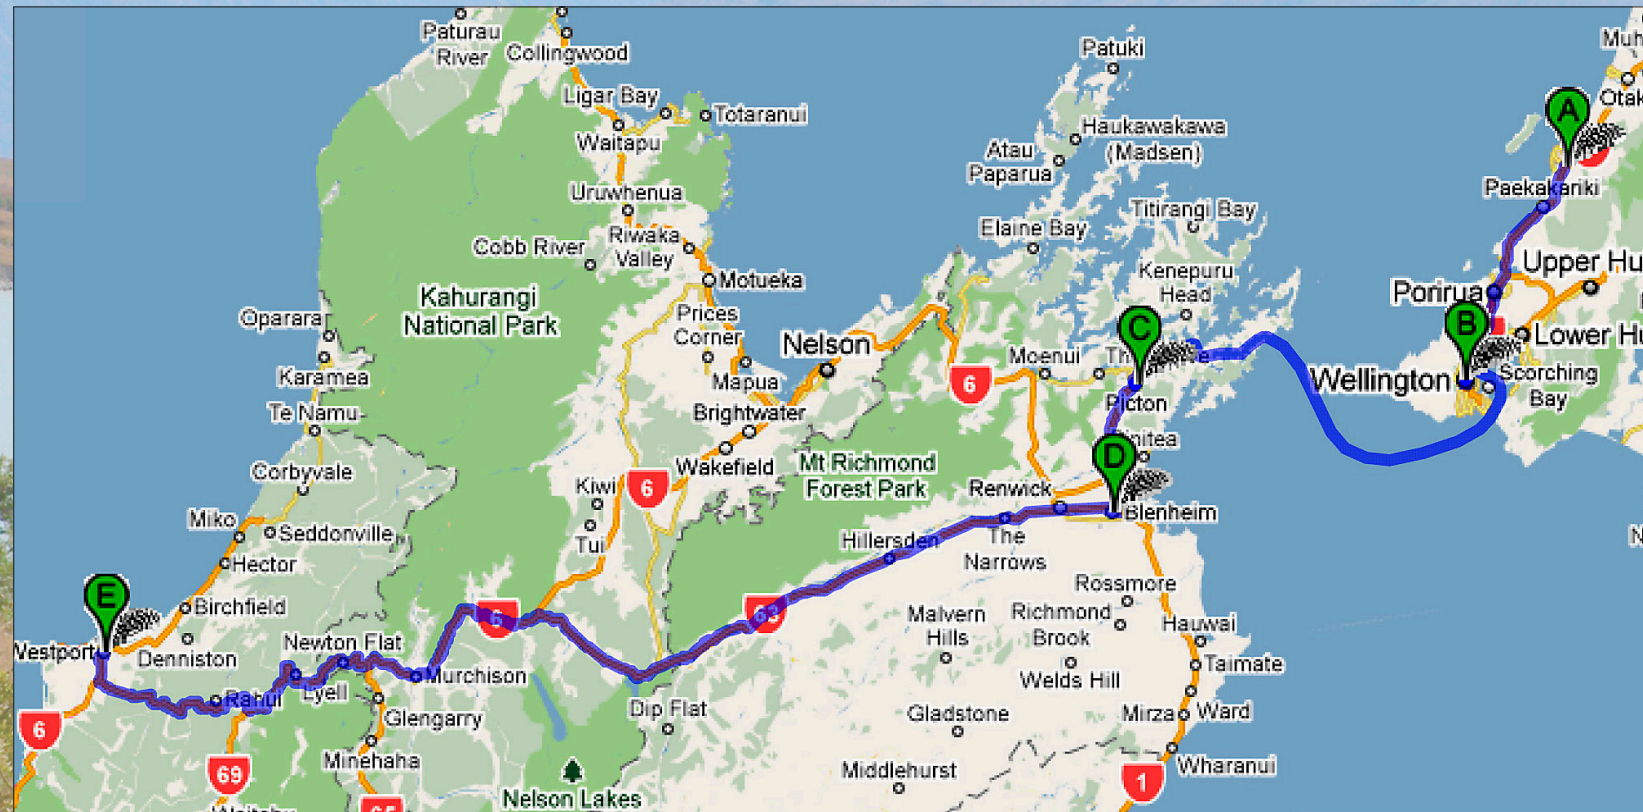 Paturau
River
Collingwood
Patuki
Ligar Bay
Totaranui
Waitapu
Haukawakawa
(Madsen)
Atau
Paparua
A
Uruwhenua
Paekakariki
Titirangi Bay
Elaine Bay
Cobb River
Riwaka
Valley
Kenepuru
Head
Upper Hu
Motueka
Porirua
Kahurangi
National Park
Oparara
Prices
Corner
Nelson
B
C
Lower Hu
Moenui
Karamea
Mapua
6
Wellington
Scorching
Bay
Te Namu
Brightwater
Picton
D
Corbyvale
Wakefield
Mt Richmond
Forest Park
Kiwi
6
Renwick
Miko
Seddonville
Blenheim
Tui
Hillersden
The
Narrows
Hector
E
Birchfield
Rossmore
6
63
Malvern
Hills
Richmond
Brook
Hauwai
Westport
Denniston
Newton Flat
Taimate
Murchison
Welds Hill
Rahui
Lyell
6
Glengarry
Dip Flat
Gladstone
Mirza
Ward
69
Minehaha
Middlehurst
1
Wharanui
Nelson Lakes